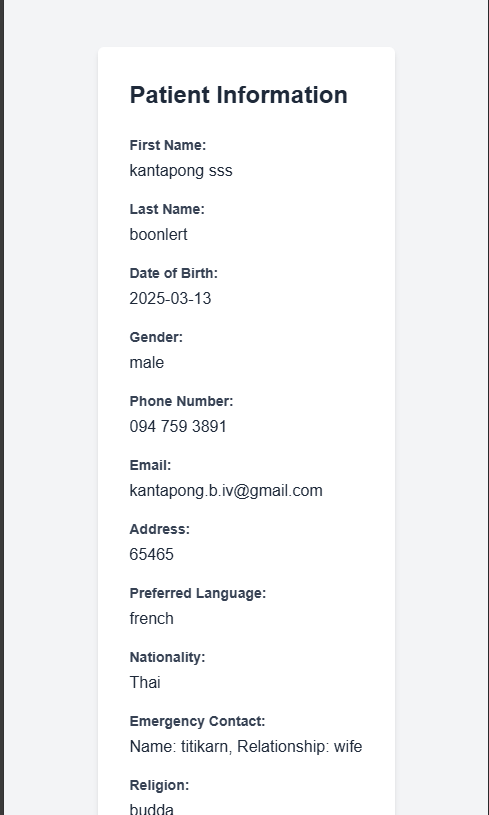 Patient Information
First Name:
kantapong sss
Last Name:
boonlert
Date of Birth:
2025-03-13
Gender:
male
Phone Number:
094 759 3891
Email:
kantapong.b.iv@gmail.com
Address:
65465
Preferred Language:
french
Nationality:
Thai
Emergency Contact:
Name: titikarn, Relationship: wife
Religion:
budda